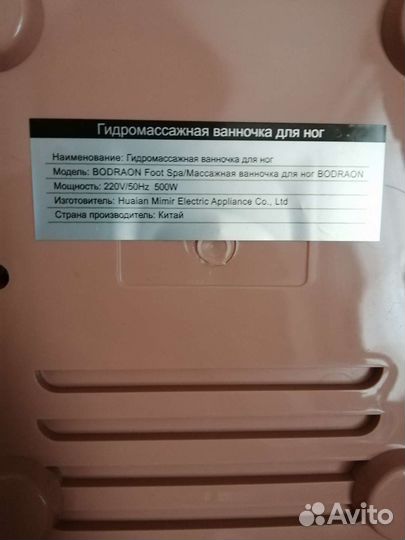 Гидромассажная ванночка для ног
Наименование: Гидромассажная ванночка для ног
Модель: BODRAON Foot Spa/Массажная ванночка для ног BODRAON
Мощность: 220V/50Hz 500W
Изготовитель: Huaian Mimir Electric Appliance Co., Ltd
Страна производитель: Китай
Avito